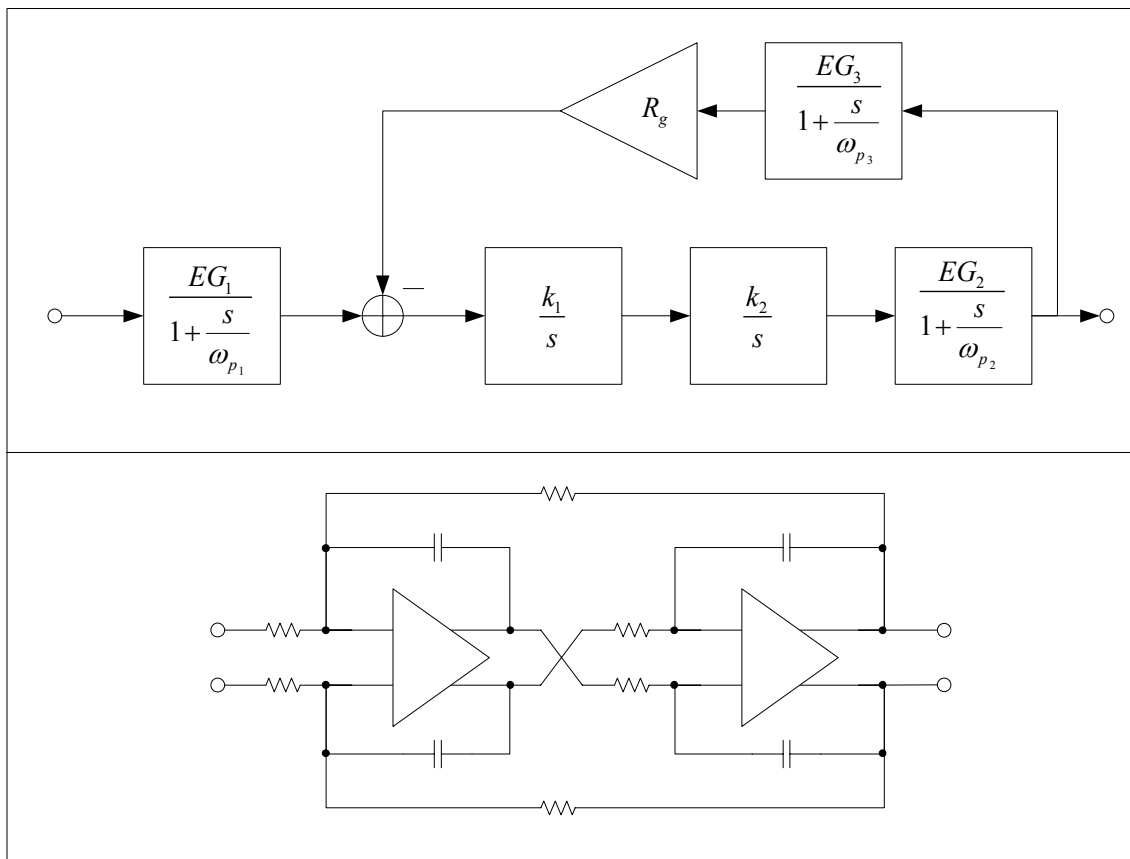 EG₃
1 + s/ω_p₃
R_g
EG₁
1 + s/ω_p₁
—
k₁
s
k₂
s
EG₂
1 + s/ω_p₂